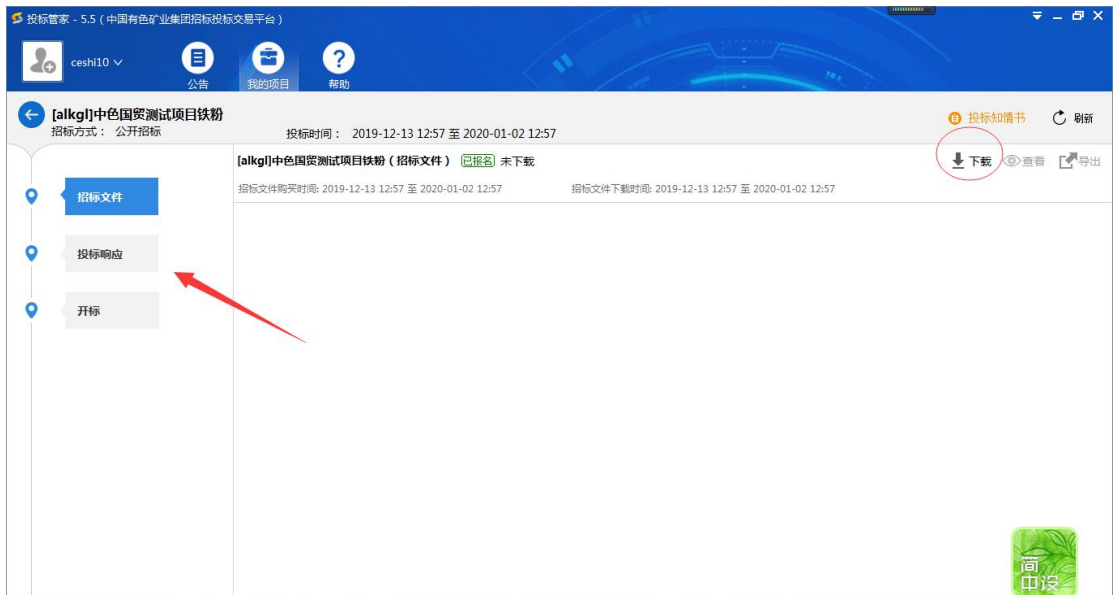 投标管家 - 5.5 ( 中国有色矿业集团招标投标交易平台 )
ceshi10
公告
我的项目
帮助
[alkgl]中色国贸测试项目铁粉
招标方式： 公开招标
投标时间： 2019-12-13 12:57 至 2020-01-02 12:57
投标知情书
刷新
[alkgl]中色国贸测试项目铁粉 ( 招标文件 ) 已报名 未下载
下载
查看
导出
招标文件购买时间: 2019-12-13 12:57 至 2020-01-02 12:57
招标文件下载时间: 2019-12-13 12:57 至 2020-01-02 12:57
招标文件
投标响应
开标
简
中设